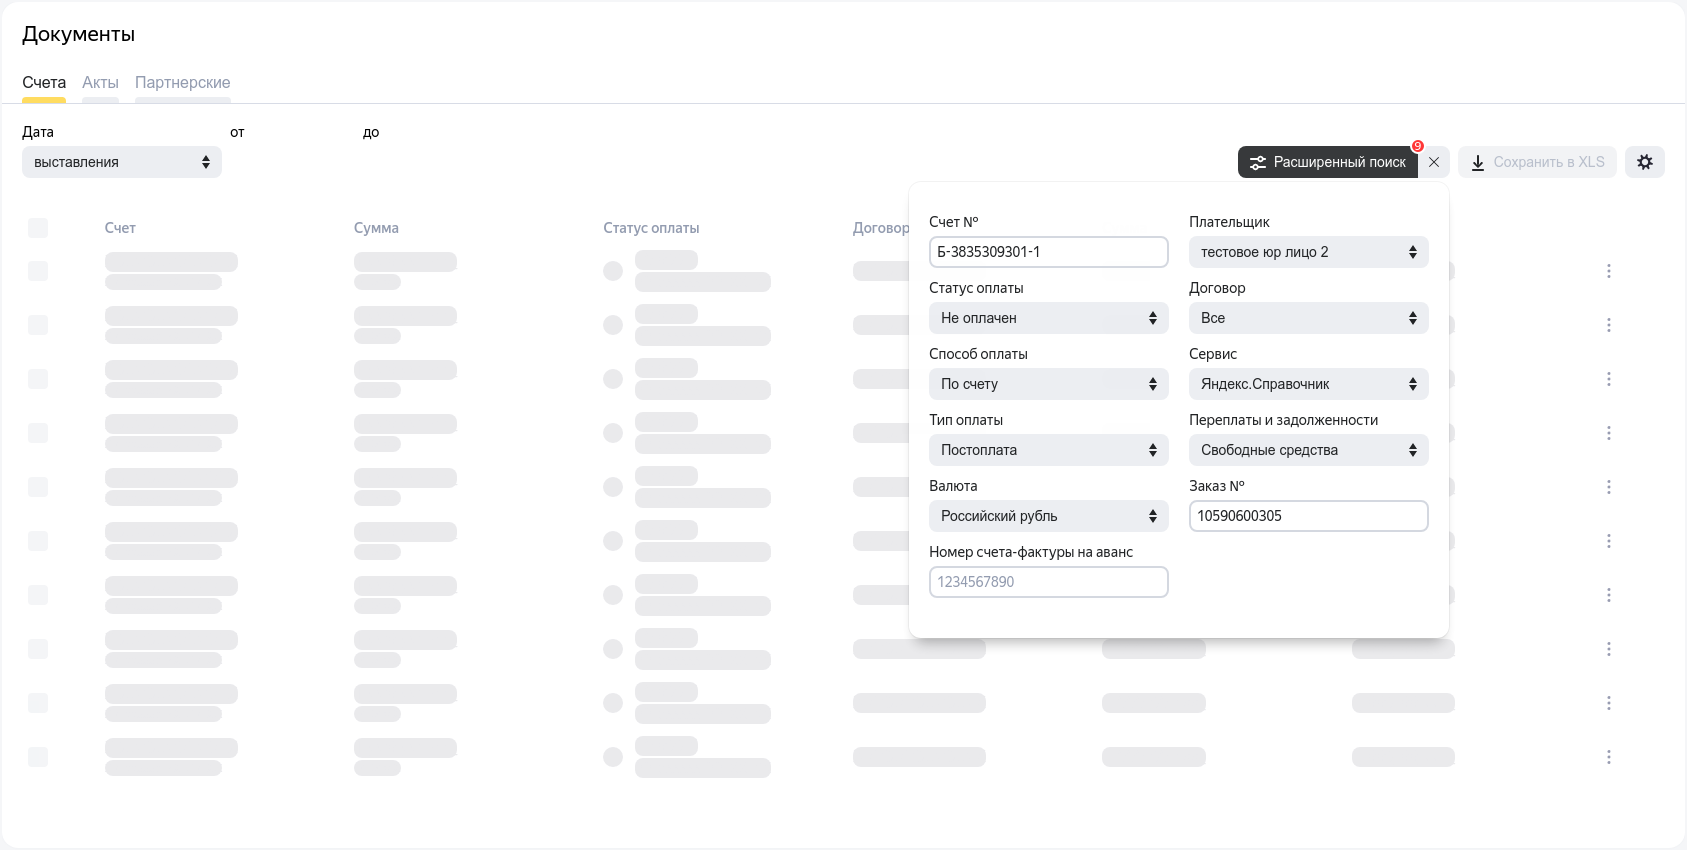 Документы
Счета Акты Партнерские
Дата от до
выставления
Расширенный поиск 9 Сохранить в XLS
Счет Сумма Статус оплаты Договор
Счет № Плательщик
Б-3835309301-1 тестовое юр лицо 2
Статус оплаты Договор
Не оплачен Все
Способ оплаты Сервис
По счету Яндекс.Справочник
Тип оплаты Переплаты и задолженности
Постоплата Свободные средства
Валюта Заказ №
Российский рубль 10590600305
Номер счета-фактуры на аванс
1234567890